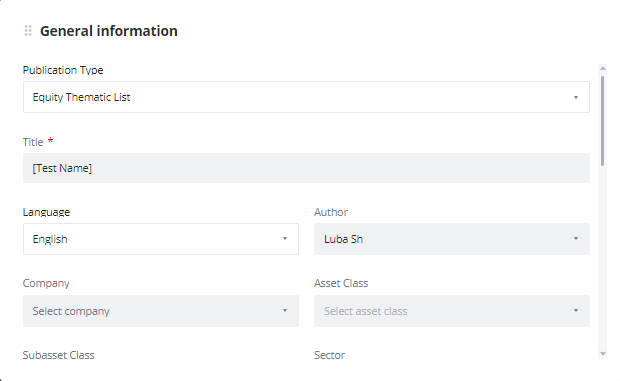 General information
Publication Type
Equity Thematic List
Title *
[Test Name]
Language
Author
English
Luba Sh
Company
Asset Class
Select company
Select asset class
Subasset Class
Sector